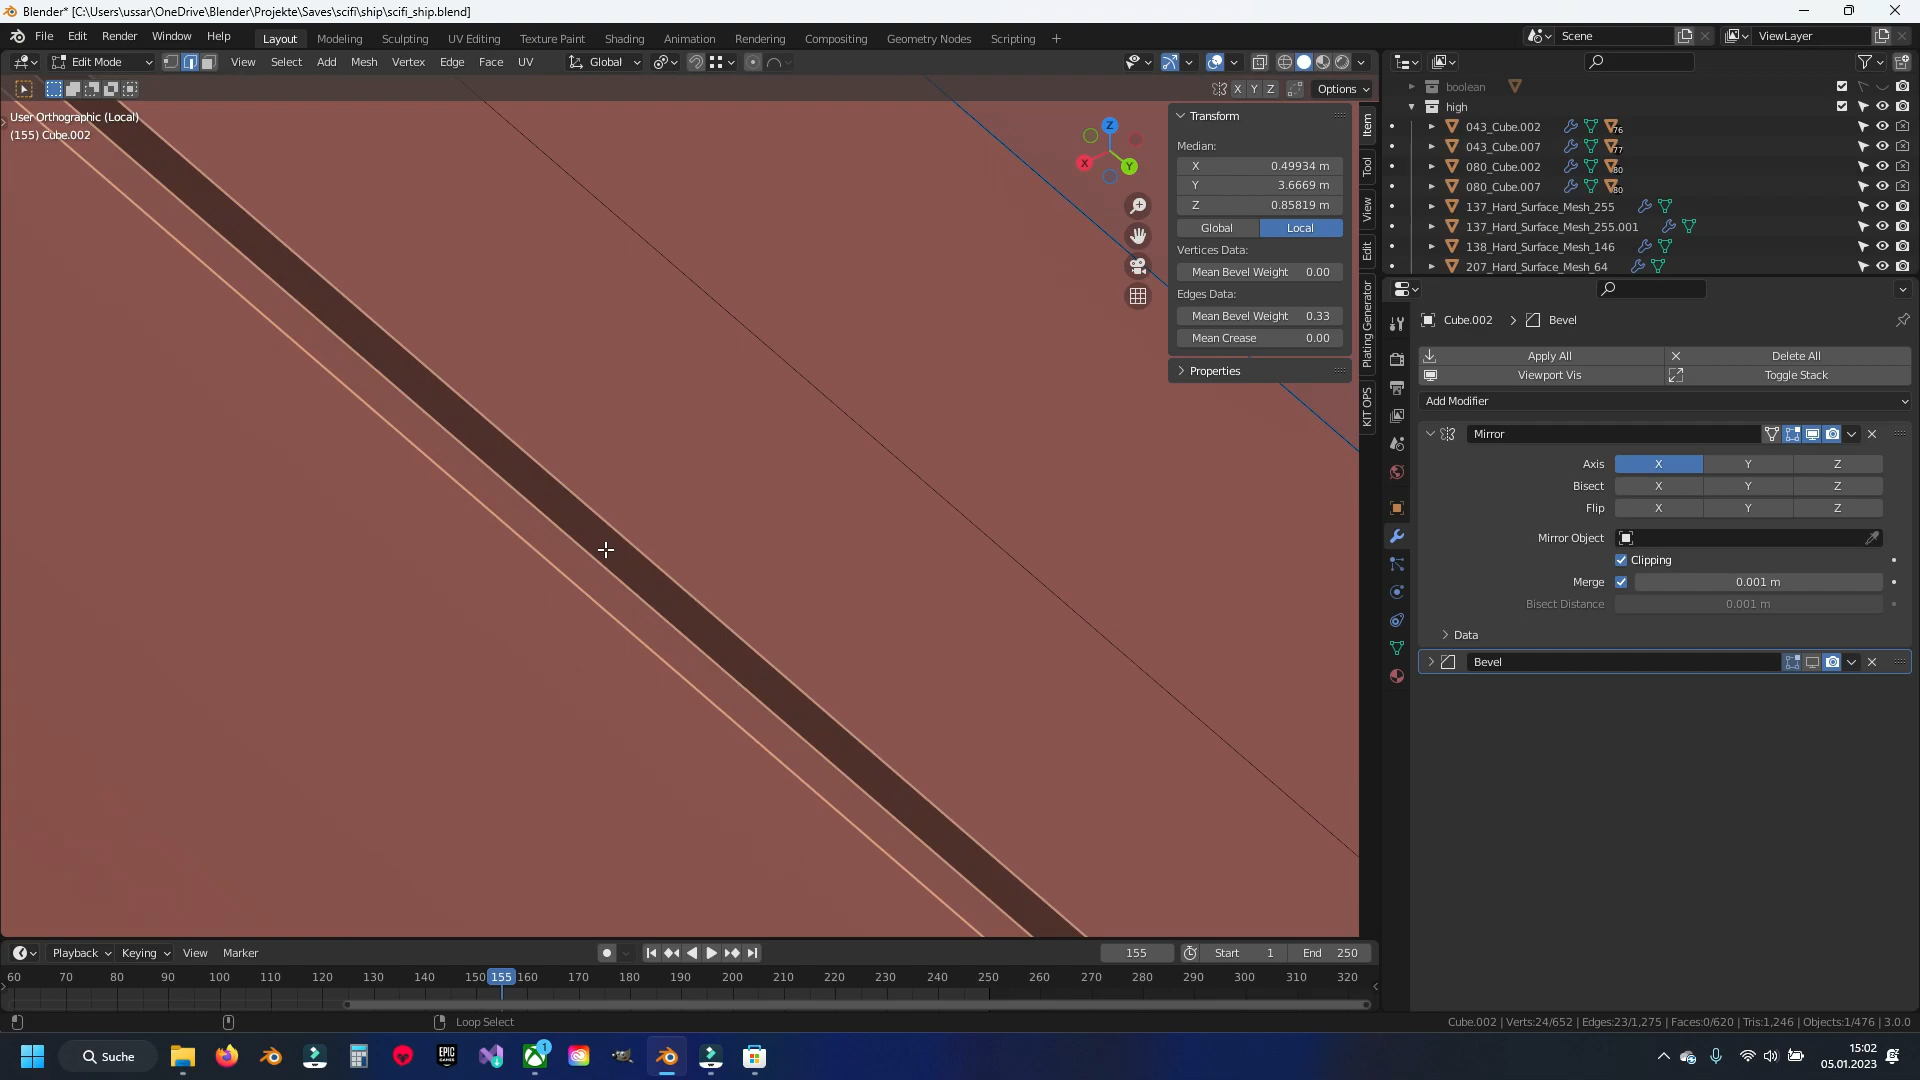 Blender* [C:\Users\ussar\OneDrive\Blender\Projekte\Saves\scifi\ship\scifi_ship.blend]
File Edit Render Window Help Layout Modeling Sculpting UV Editing Texture Paint Shading Animation Rendering Compositing Geometry Nodes Scripting + Scene ViewLayer
Edit Mode View Select Add Mesh Vertex Edge Face UV Global
X Y Z Options
User Orthographic (Local)
(155) Cube.002
Z
X
Y
Transform
Median:
X 0.49934 m
Y 3.6669 m
Z 0.85819 m
Global Local
Vertices Data:
Mean Bevel Weight 0.00
Edges Data:
Mean Bevel Weight 0.33
Mean Crease 0.00
Properties
Item
Tool
View
Edit
Plating Generator
KIT OPS
boolean
high
043_Cube.002 76
043_Cube.007 77
080_Cube.002 80
080_Cube.007 80
137_Hard_Surface_Mesh_255
137_Hard_Surface_Mesh_255.001
138_Hard_Surface_Mesh_146
207_Hard_Surface_Mesh_64
Cube.002 > Bevel
Apply All Delete All
Viewport Vis Toggle Stack
Add Modifier
Mirror
Axis X Y Z
Bisect X Y Z
Flip X Y Z
Mirror Object
Clipping
Merge 0.001 m
Bisect Distance 0.001 m
Data
Bevel
Playback Keying View Marker 155 Start 1 End 250
60 70 80 90 100 110 120 130 140 150 155 160 170 180 190 200 210 220 230 240 250 260 270 280 290 300 310 320
Loop Select Cube.002 | Verts:24/652 | Edges:23/1,275 | Faces:0/620 | Tris:1,246 | Objects:1/476 | 3.0.0
Suche EPIC GAMES 1 15:02
05.01.2023